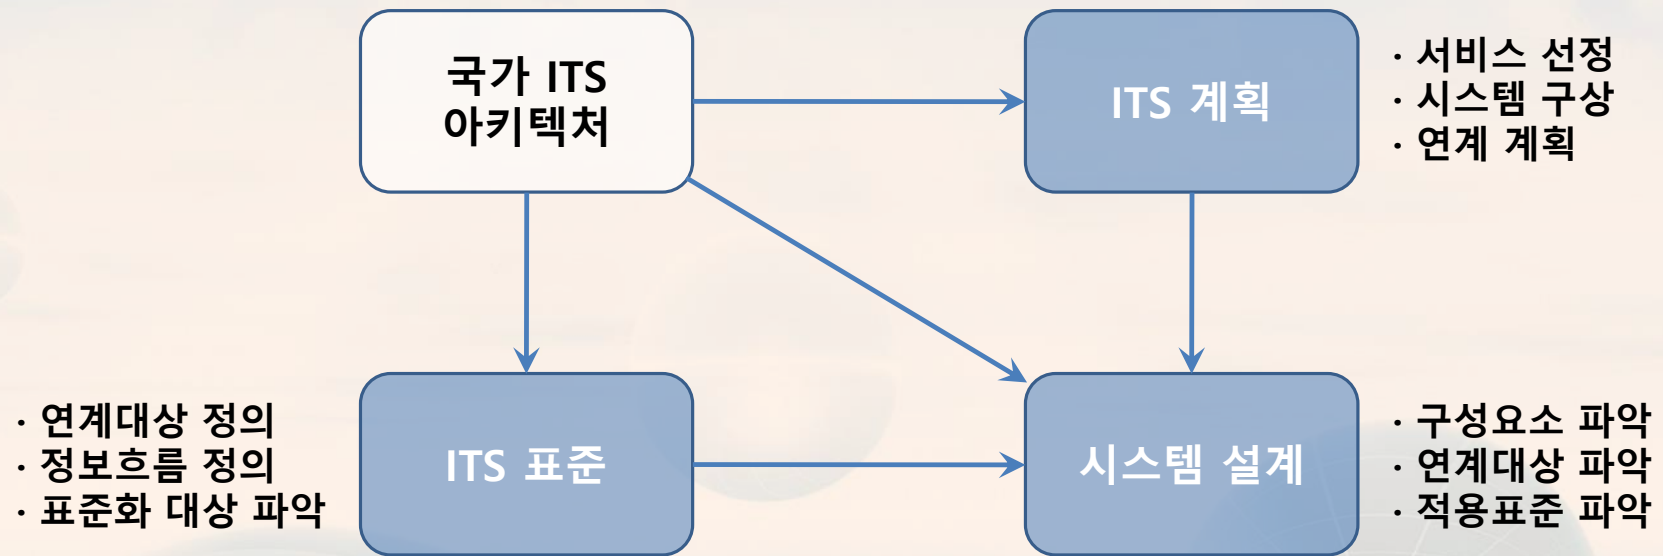 국가 ITS
아키텍처
ITS 계획
· 서비스 선정
· 시스템 구상
· 연계 계획
· 연계대상 정의
· 정보흐름 정의
· 표준화 대상 파악
ITS 표준
시스템 설계
· 구성요소 파악
· 연계대상 파악
· 적용표준 파악